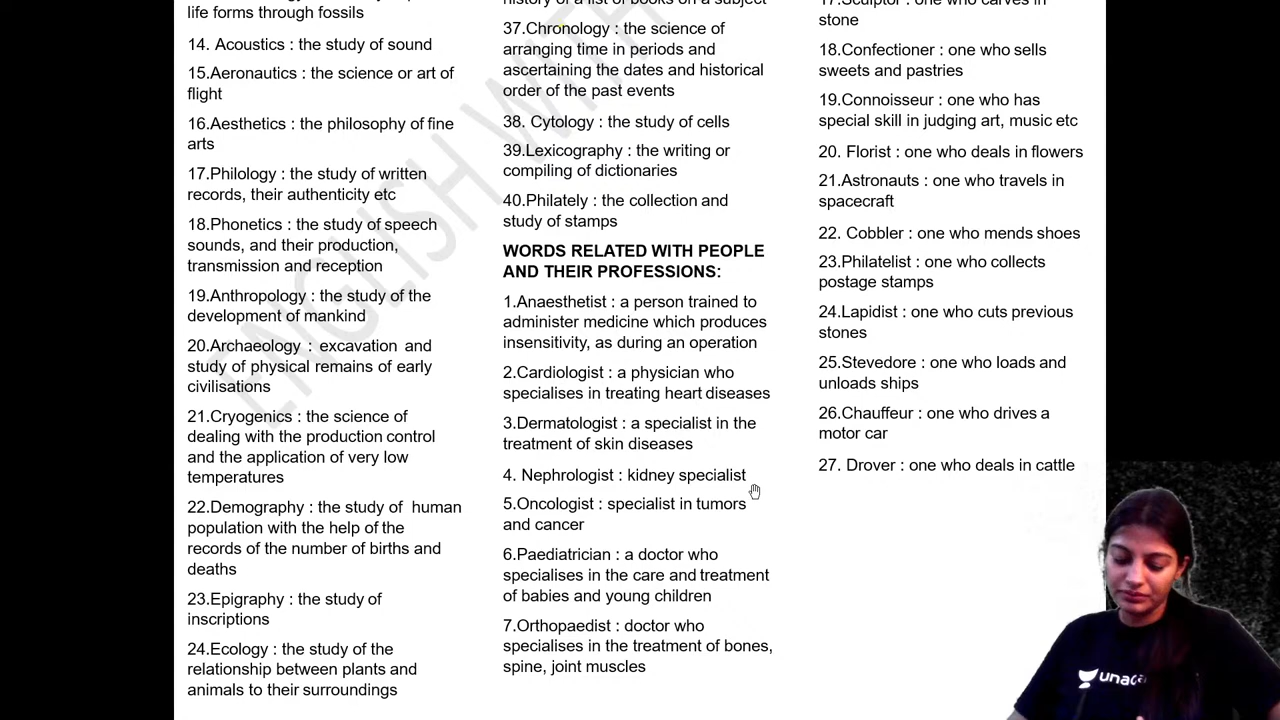 life forms through fossils
14. Acoustics : the study of sound
15.Aeronautics : the science or art of
flight
16.Aesthetics : the philosophy of fine
arts
17.Philology : the study of written
records, their authenticity etc
18.Phonetics : the study of speech
sounds, and their production,
transmission and reception
19.Anthropology : the study of the
development of mankind
20.Archaeology : excavation and
study of physical remains of early
civilisations
21.Cryogenics : the science of
dealing with the production control
and the application of very low
temperatures
22.Demography : the study of human
population with the help of the
records of the number of births and
deaths
23.Epigraphy : the study of
inscriptions
24.Ecology : the study of the
relationship between plants and
animals to their surroundings
history of a list of books on a subject
37.Chronology : the science of
arranging time in periods and
ascertaining the dates and historical
order of the past events
38. Cytology : the study of cells
39.Lexicography : the writing or
compiling of dictionaries
40.Philately : the collection and
study of stamps
WORDS RELATED WITH PEOPLE
AND THEIR PROFESSIONS:
1.Anaesthetist : a person trained to
administer medicine which produces
insensitivity, as during an operation
2.Cardiologist : a physician who
specialises in treating heart diseases
3.Dermatologist : a specialist in the
treatment of skin diseases
4. Nephrologist : kidney specialist
5.Oncologist : specialist in tumors
and cancer
6.Paediatrician : a doctor who
specialises in the care and treatment
of babies and young children
7.Orthopaedist : doctor who
specialises in the treatment of bones,
spine, joint muscles
17.Sculptor : one who carves in
stone
18.Confectioner : one who sells
sweets and pastries
19.Connoisseur : one who has
special skill in judging art, music etc
20. Florist : one who deals in flowers
21.Astronauts : one who travels in
spacecraft
22. Cobbler : one who mends shoes
23.Philatelist : one who collects
postage stamps
24.Lapidist : one who cuts previous
stones
25.Stevedore : one who loads and
unloads ships
26.Chauffeur : one who drives a
motor car
27. Drover : one who deals in cattle
ENGLISH WITH